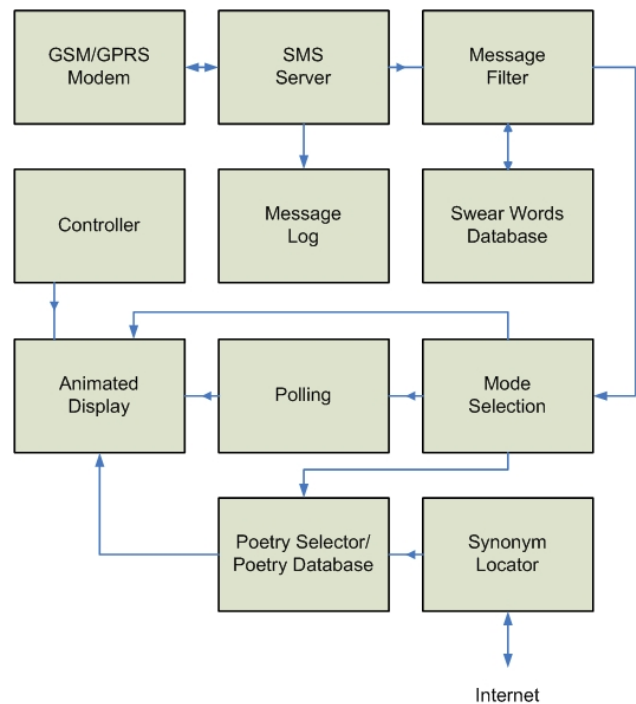 GSM/GPRS
Modem
SMS
Server
Message
Filter
Controller
Message
Log
Swear Words
Database
Animated
Display
Polling
Mode
Selection
Poetry Selector/
Poetry Database
Synonym
Locator
Internet